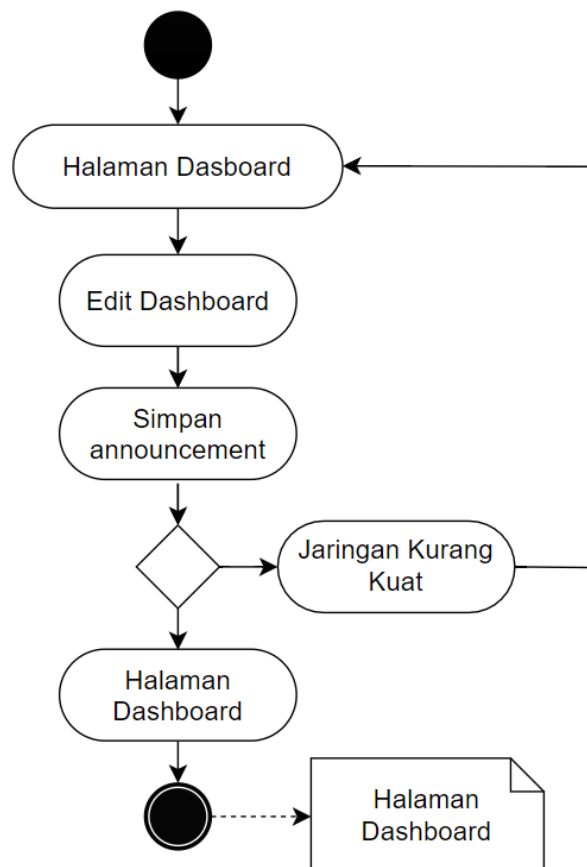 Halaman Dasboard
Edit Dashboard
Simpan
announcement
Jaringan Kurang
Kuat
Halaman
Dashboard
Halaman
Dashboard